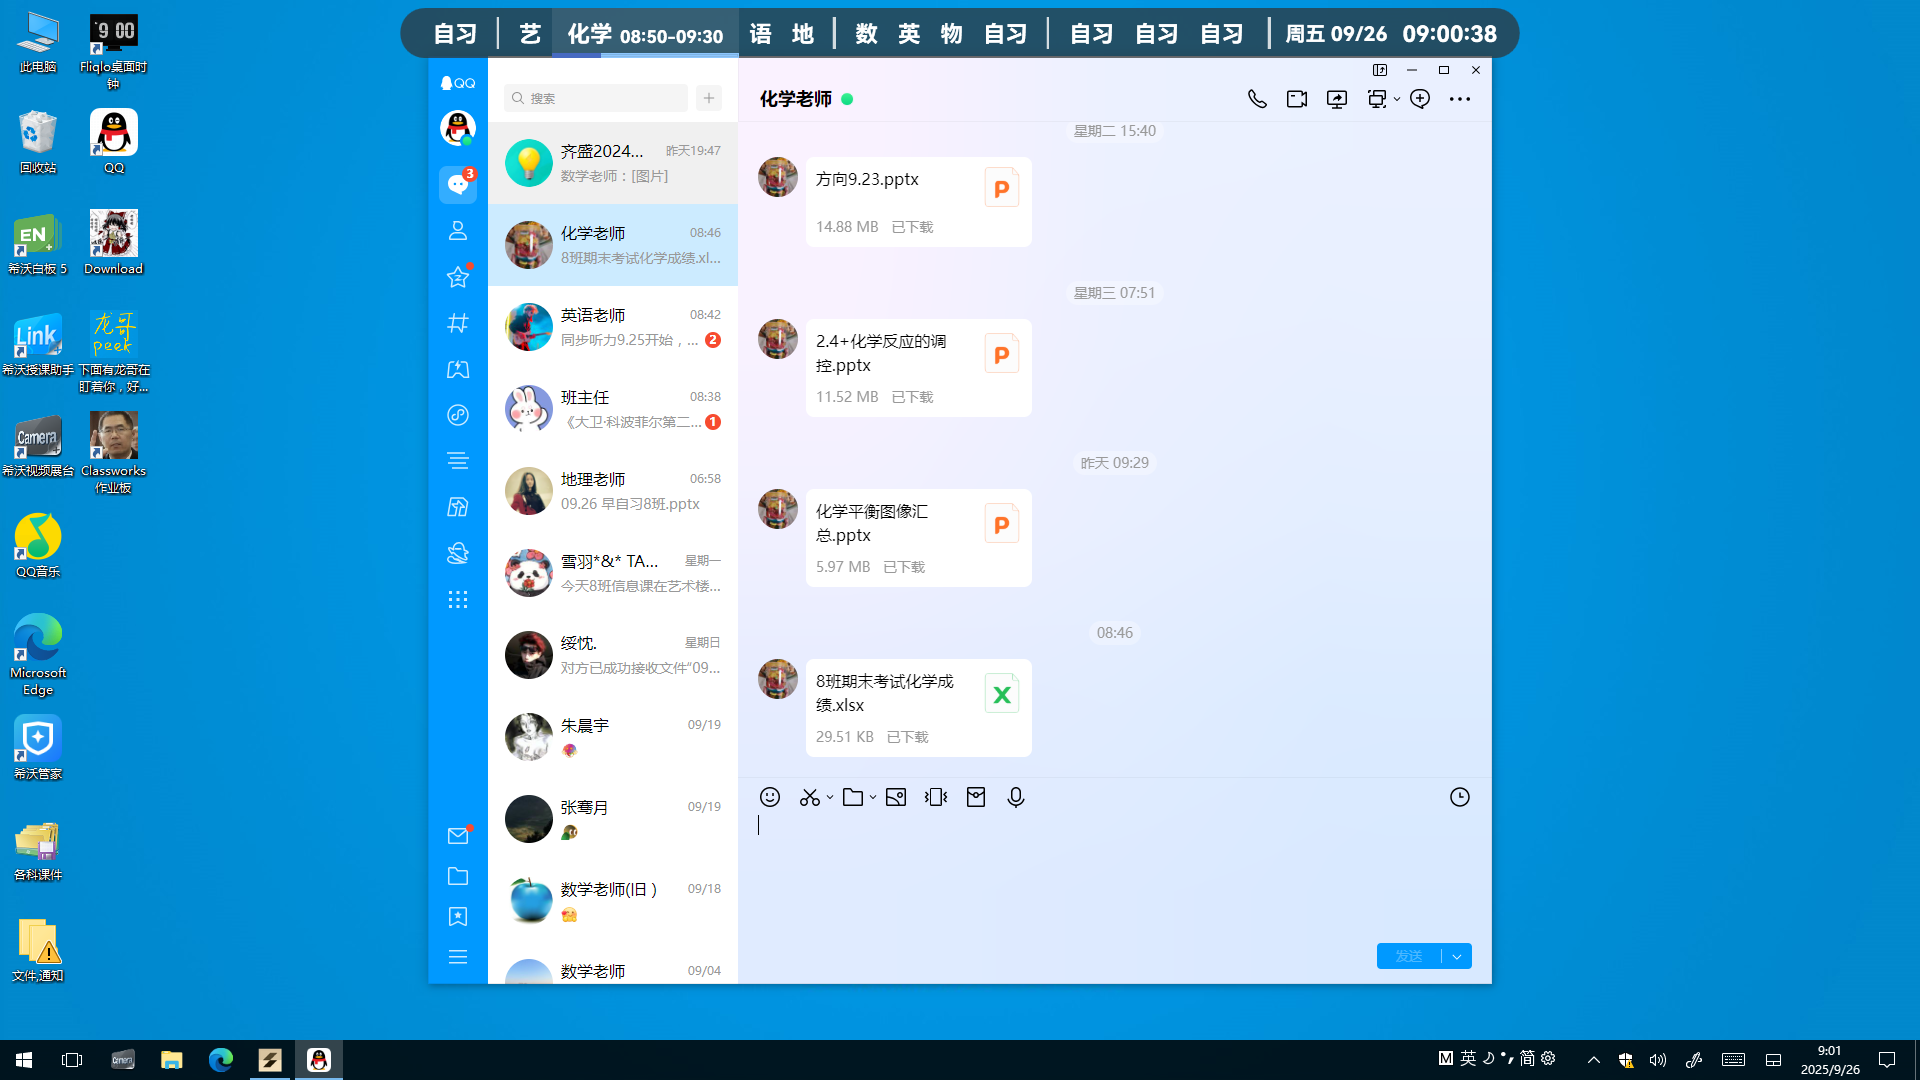 自习 艺 化学 08:50-09:30 语 地 数 英 物 自习 自习 自习 自习 周五 09/26 09:00:38
此电脑
9 00
Fliqlo桌面时
钟
回收站
QQ
EN
希沃白板 5
Download
Link
希沃授课助手
龙哥
peek
下面有龙哥在
盯着你，好...
Camera
希沃视频展台
Classworks
作业板
QQ音乐
Microsoft
Edge
希沃管家
各科课件
文件,通知
QQ
3
搜索
齐盛2024... 昨天19:47
数学老师：[图片]
化学老师 08:46
8班期末考试化学成绩.xl...
英语老师 08:42
同步听力9.25开始，... 2
班主任 08:38
《大卫·科波菲尔第二... 1
地理老师 06:58
09.26 早自习8班.pptx
雪羽*&* TA... 星期一
今天8班信息课在艺术楼...
绥忱. 星期日
对方已成功接收文件“09...
朱晨宇 09/19
张骞月 09/19
数学老师(旧 ) 09/18
数学老师 09/04
化学老师
星期二 15:40
方向9.23.pptx
P
14.88 MB 已下载
星期三 07:51
2.4+化学反应的调
控.pptx
P
11.52 MB 已下载
昨天 09:29
化学平衡图像汇
总.pptx
P
5.97 MB 已下载
08:46
8班期末考试化学成
绩.xlsx
X
29.51 KB 已下载
发送
Camera
M 英 简
9:01
2025/9/26